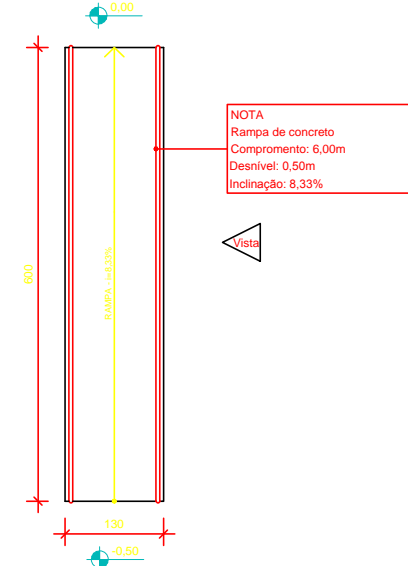 0,00
NOTA
Rampa de concreto
Compromento: 6,00m
Desnível: 0,50m
Inclinação: 8,33%
Vista
600
RAMPA - i= 8,33%
130
-0,50